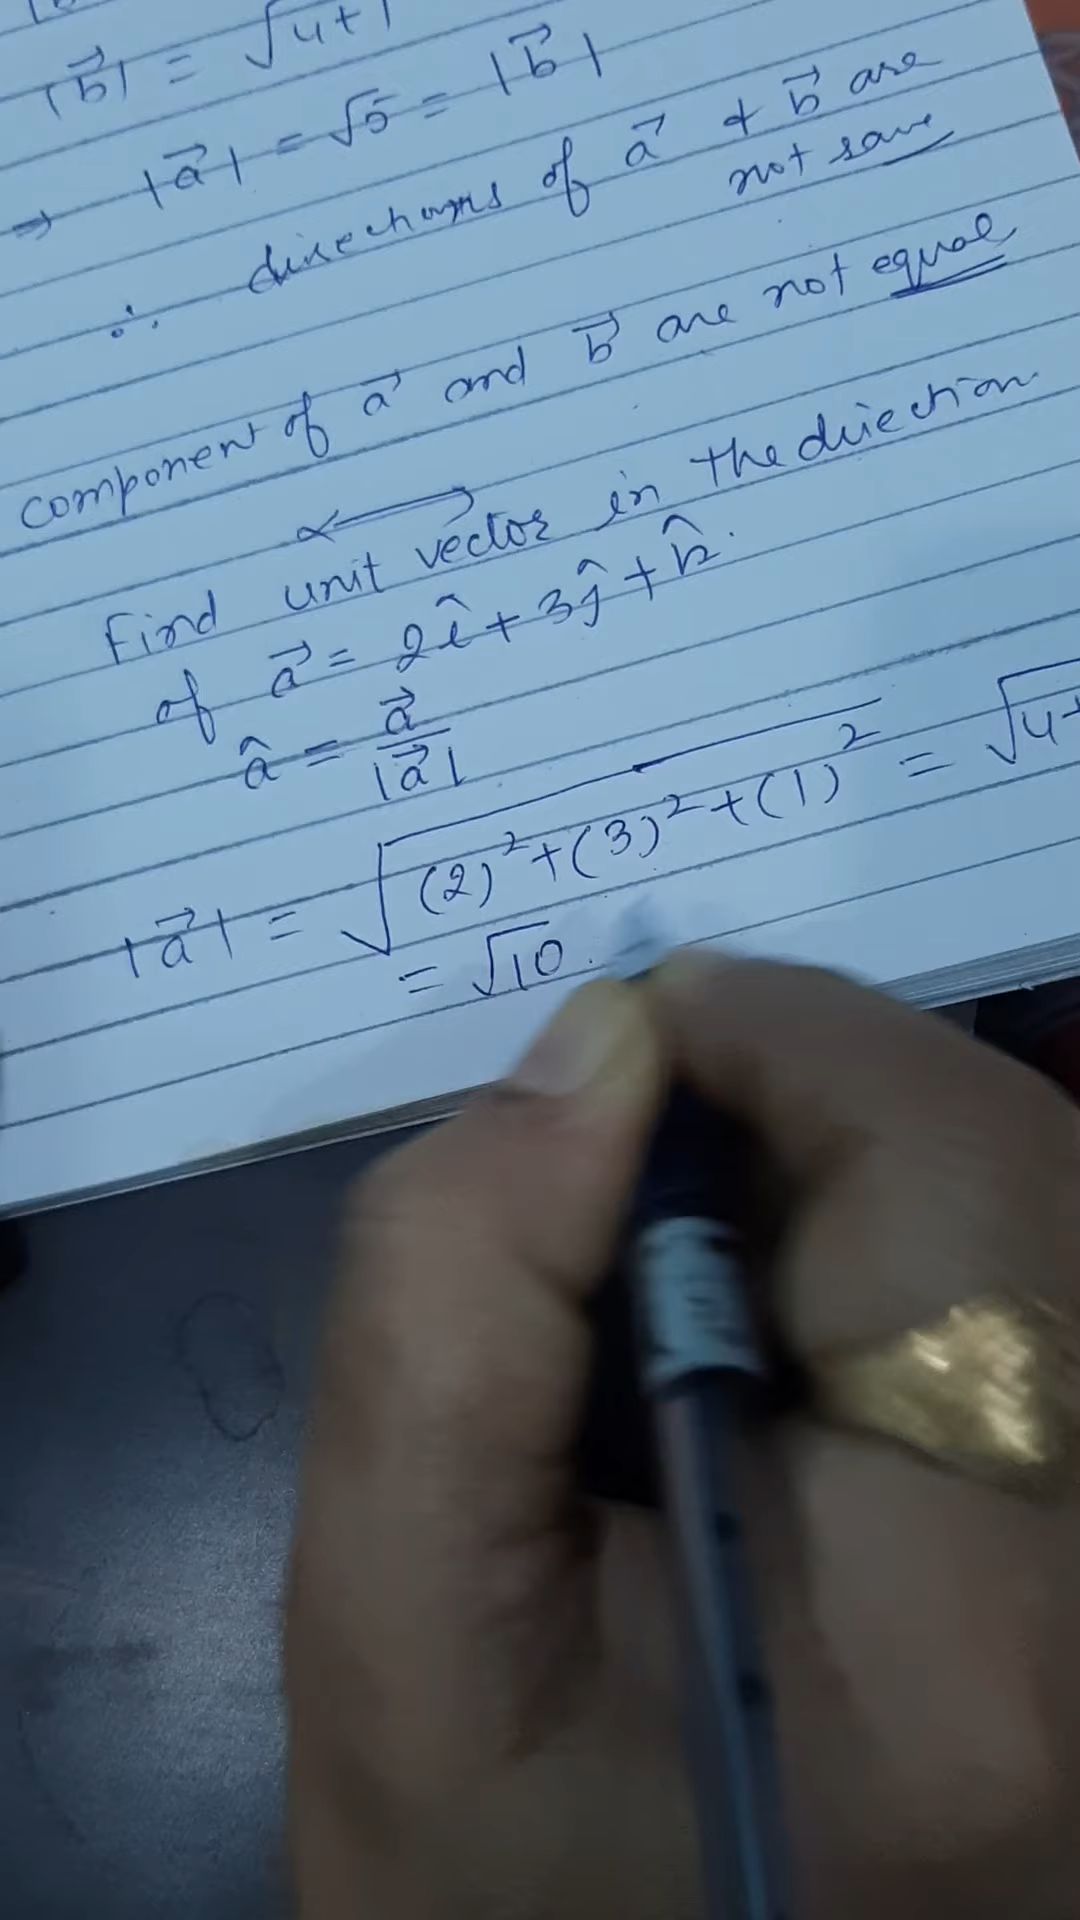 |b⃗| = √4+1
⇒ |a⃗| = √5 = |b⃗|
∴ directions of a⃗ & b⃗ are
not same
component of a⃗ and b⃗ are not equal
Find unit vector in the direction
of a⃗ = 2î + 3ĵ + k̂.
â = a⃗/|a⃗|
|a⃗| = √(2)² + (3)² + (1)² = √4+
= √10.